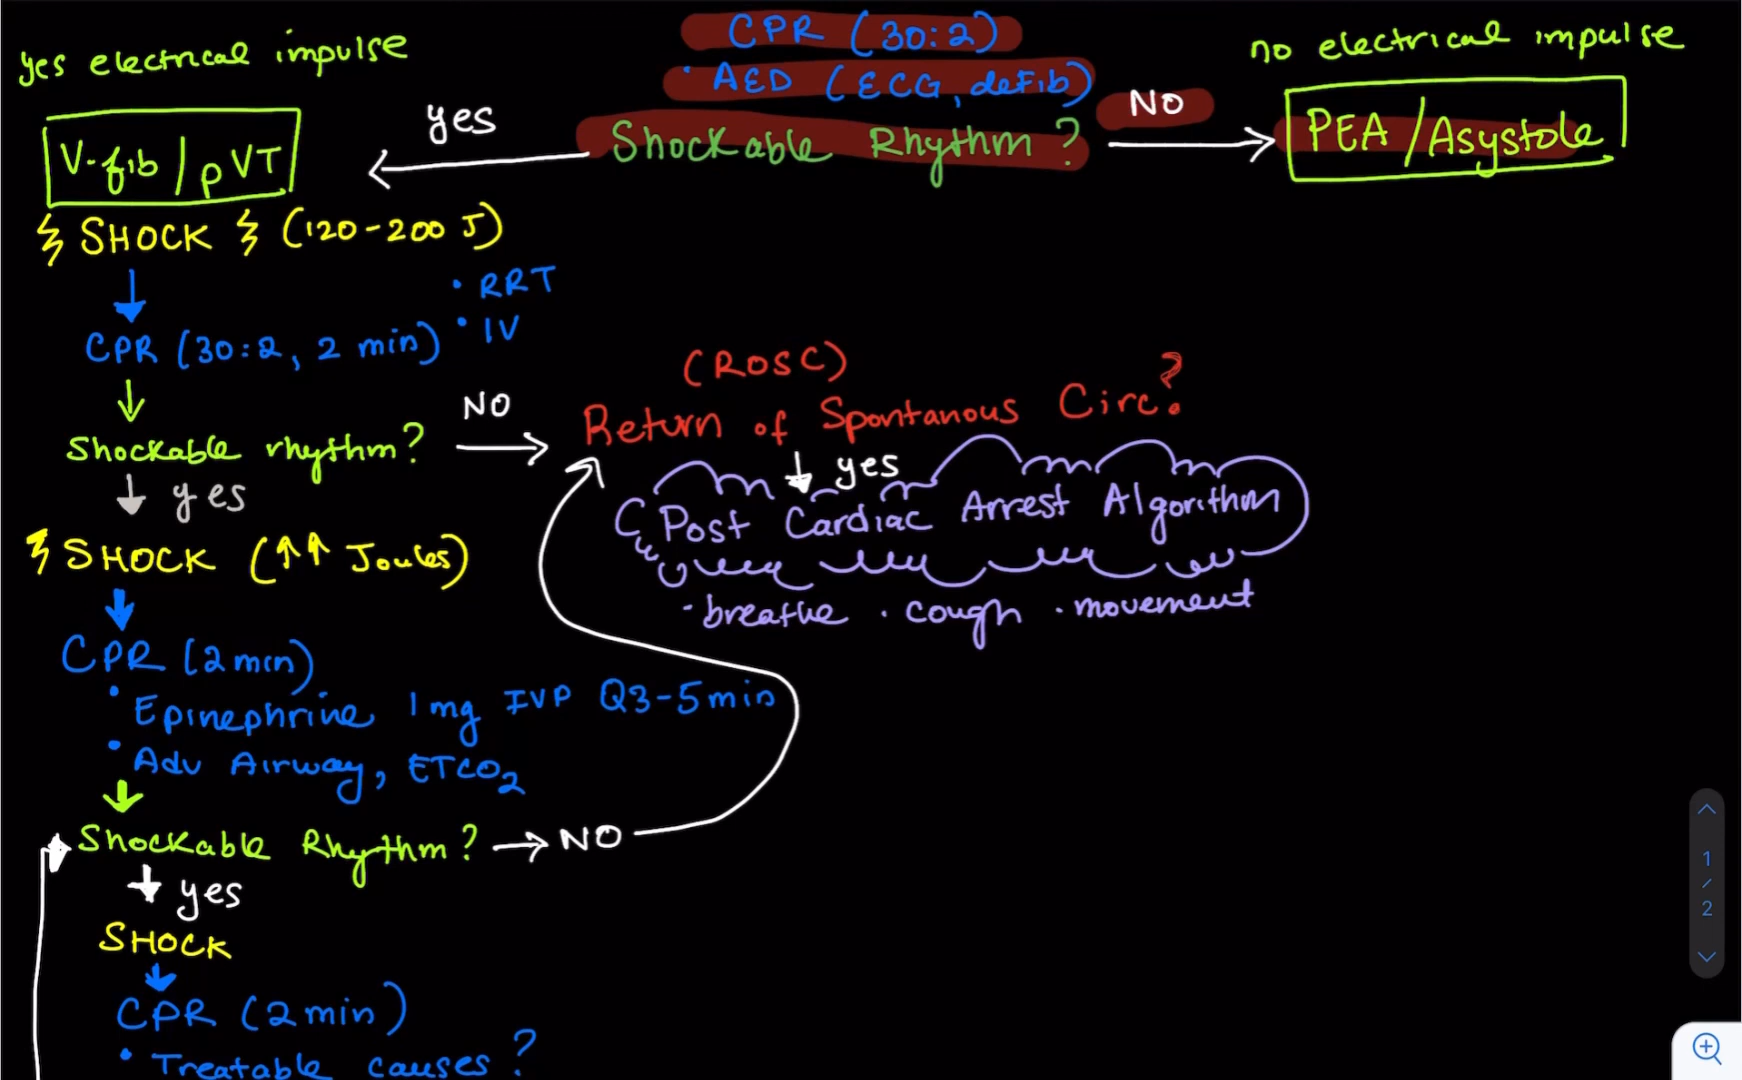 CPR (30:2)
yes electrical impulse
no electrical impulse
• AED (ECG, defib)
yes
NO
V-fib / pVT
Shockable Rhythm ?
PEA / Asystole
SHOCK (120-200 J)
• RRT
CPR (30:2, 2 min)
• IV
(ROSC)
NO
Return of Spontanous Circ?
Shockable rhythm?
yes
yes
Post Cardiac Arrest Algorithm
SHOCK (↑↑ Joules)
- breathe . cough . movement
CPR (2 min)
• Epinephrine 1 mg IVP Q3-5 min
• Adv Airway, ETCO2
Shockable Rhythm ? → NO
yes
SHOCK
CPR (2 min)
• Treatable causes ?
1
/
2